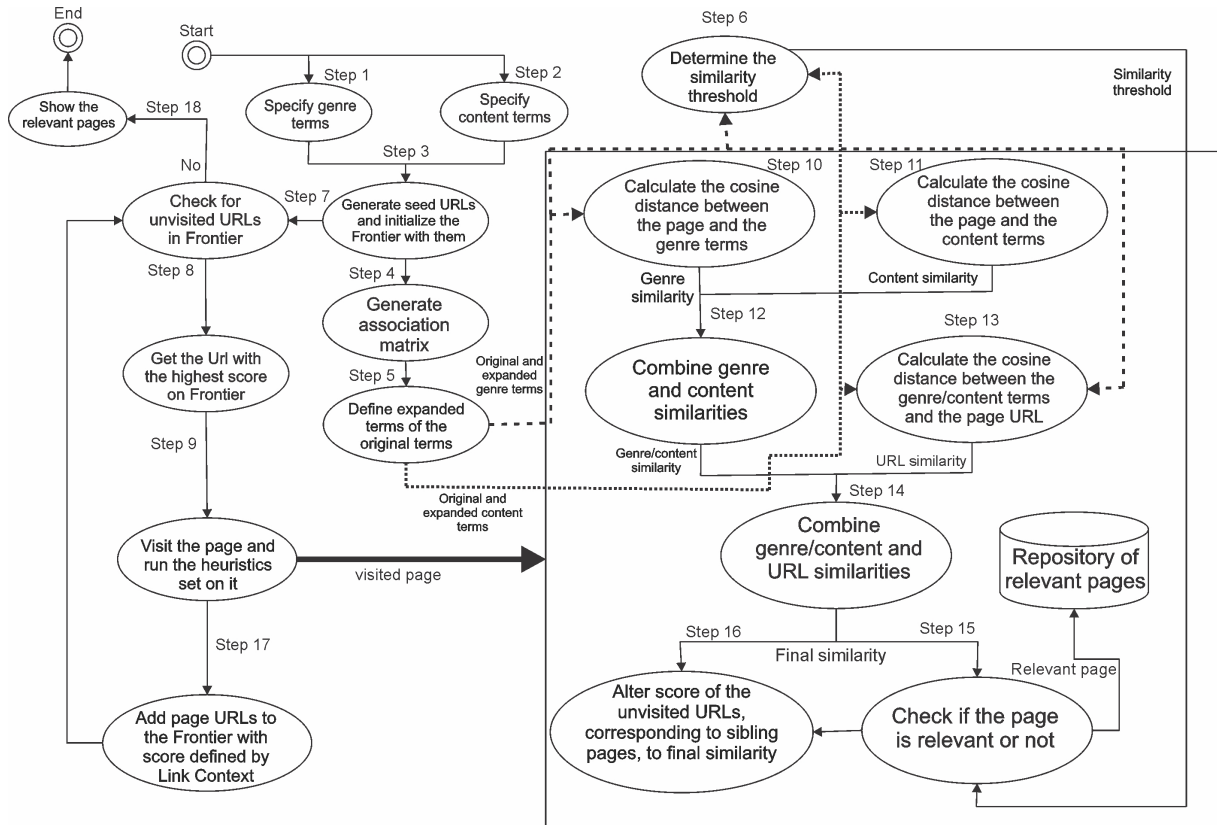 End
Start
Step 6
Step 1
Step 2
Determine the
similarity
threshold
Similarity
threshold
Show the
relevant pages
Step 18
Specify genre
terms
Specify
content terms
No
Step 3
Step 10
Step 11
Check for
unvisited URLs
in Frontier
Step 7
Generate seed URLs
and initialize the
Frontier with them
Calculate the cosine
distance between
the page and the
genre terms
Calculate the cosine
distance between
the page and the
content terms
Step 8
Step 4
Genre
similarity
Content similarity
Generate
association
matrix
Step 12
Step 13
Get the Url with
the highest score
on Frontier
Step 5
Original and
expanded
genre terms
Combine genre
and content
similarities
Calculate the cosine
distance between the
genre/content terms
and the page URL
Define expanded
terms of the
original terms
Step 9
Genre/content
similarity
URL similarity
Original and
expanded content
terms
Step 14
Visit the page and
run the heuristics
set on it
visited page
Combine
genre/content and
URL similarities
Repository of
relevant pages
Step 17
Step 16
Step 15
Final similarity
Relevant page
Add page URLs to
the Frontier with
score defined by
Link Context
Alter score of the
unvisited URLs,
corresponding to sibling
pages, to final similarity
Check if the page
is relevant or not